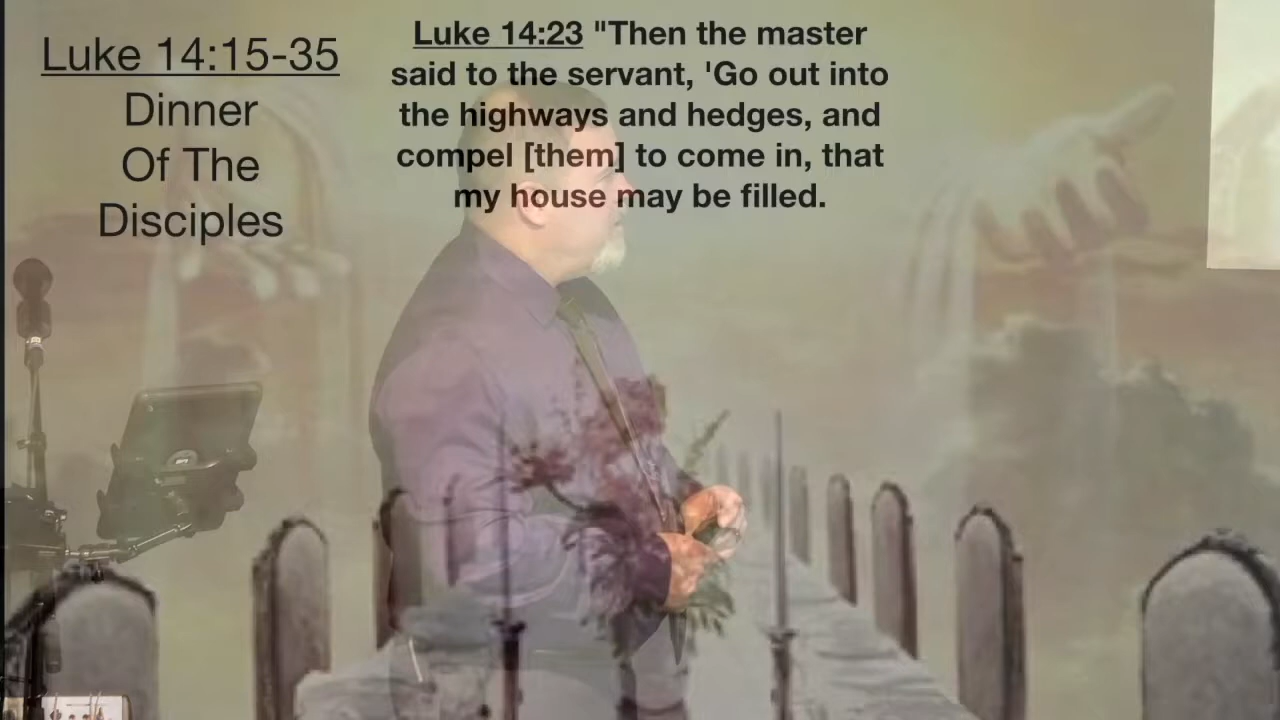 Luke 14:15-35
Dinner
Of The
Disciples
Luke 14:23 "Then the master
said to the servant, 'Go out into
the highways and hedges, and
compel [them] to come in, that
my house may be filled.